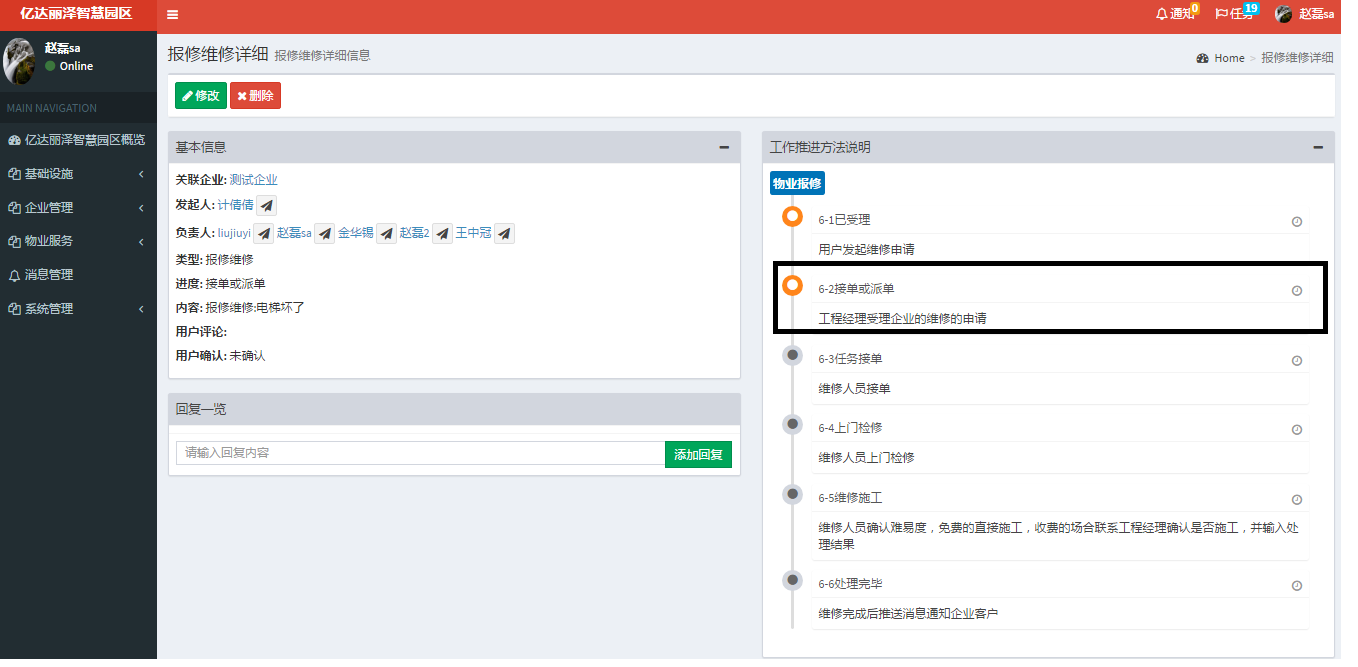 亿达丽泽智慧园区
通知 0
任务 19
赵磊sa
赵磊sa
Online
MAIN NAVIGATION
亿达丽泽智慧园区概览
基础设施
企业管理
物业服务
消息管理
系统管理
报修维修详细 报修维修详细信息
Home > 报修维修详细
修改 删除
基本信息
关联企业: 测试企业
发起人: 计倩倩
负责人: liujiuyi 赵磊sa 金华锡 赵磊2 王中冠
类型: 报修维修
进度: 接单或派单
内容: 报修维修:电梯坏了
用户评论:
用户确认: 未确认
回复一览
请输入回复内容 添加回复
工作推进方法说明
物业报修
6-1已受理
用户发起维修申请
6-2接单或派单
工程经理受理企业的维修的申请
6-3任务接单
维修人员接单
6-4上门检修
维修人员上门检修
6-5维修施工
维修人员确认难易度，免费的直接施工，收费的场合联系工程经理确认是否施工，并输入处
理结果
6-6处理完毕
维修完成后推送消息通知企业客户